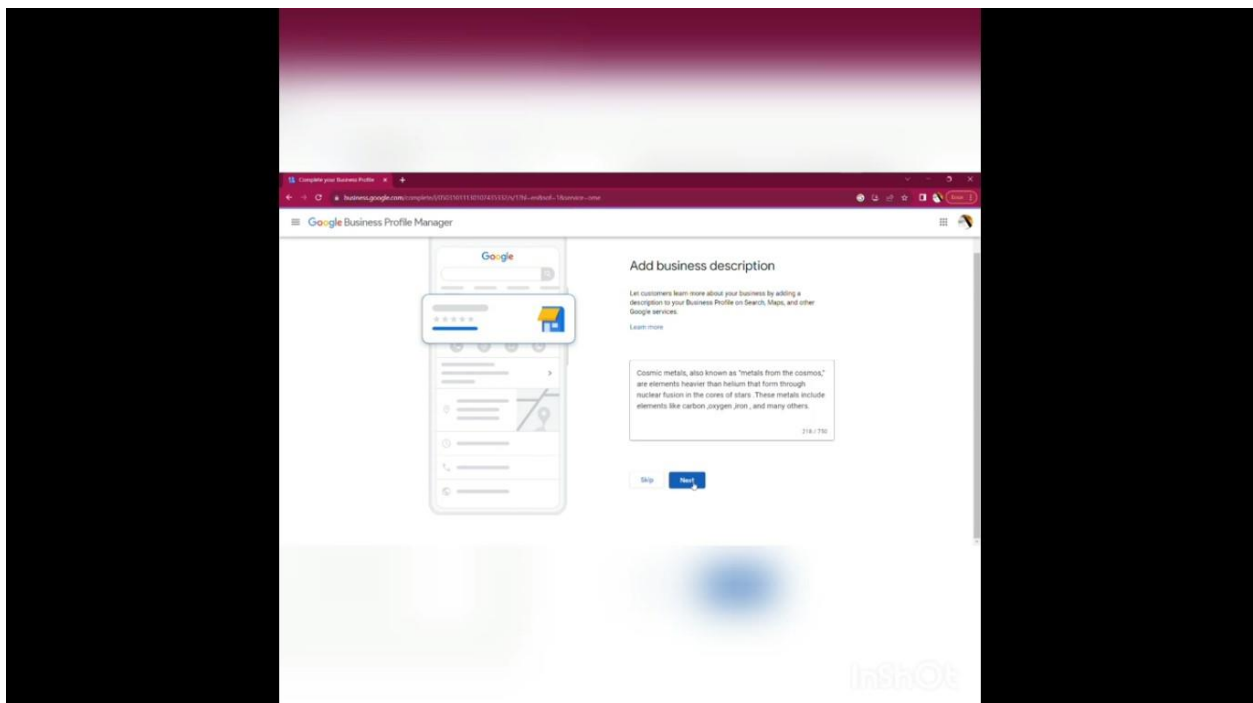 Complete your Business Profile
Google Business Profile Manager
Google
Add business description
Let customers learn more about your business by adding a
description to your Business Profile on Search, Maps, and other
Google services.
Learn more
Cosmic metals, also known as "metals from the cosmos,"
are elements heavier than helium that form through
nuclear fusion in the cores of stars .These metals include
elements like carbon ,oxygen ,iron , and many others.
218 / 750
Skip
Next
InShOt